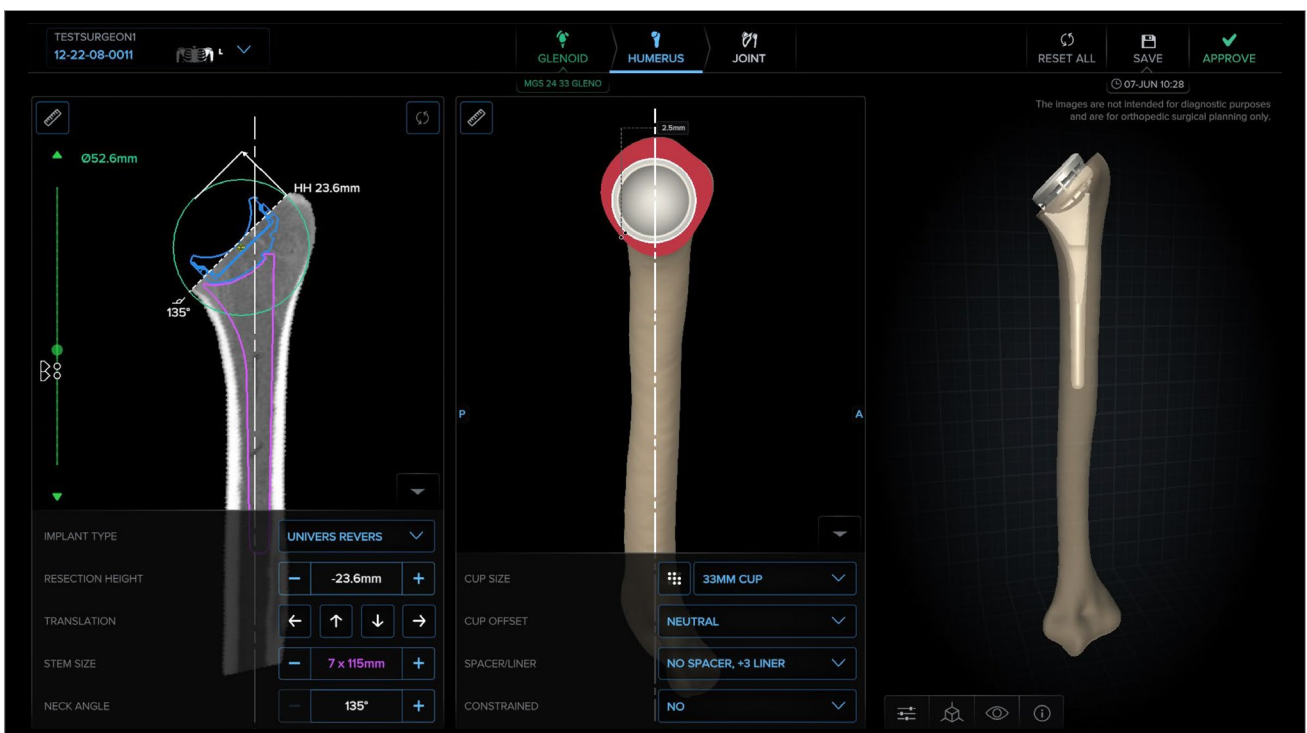 TESTSURGEON1
12-22-08-0011
L
GLENOID
HUMERUS
JOINT
RESET ALL
SAVE
APPROVE
MGS 24 33 GLENO
07-JUN 10:28
The images are not intended for diagnostic purposes
and are for orthopedic surgical planning only.
Ø52.6mm
HH 23.6mm
135°
2.5mm
P
A
IMPLANT TYPE
UNIVERS REVERS
RESECTION HEIGHT
-23.6mm
TRANSLATION
STEM SIZE
7 x 115mm
NECK ANGLE
135°
CUP SIZE
33MM CUP
CUP OFFSET
NEUTRAL
SPACER/LINER
NO SPACER, +3 LINER
CONSTRAINED
NO